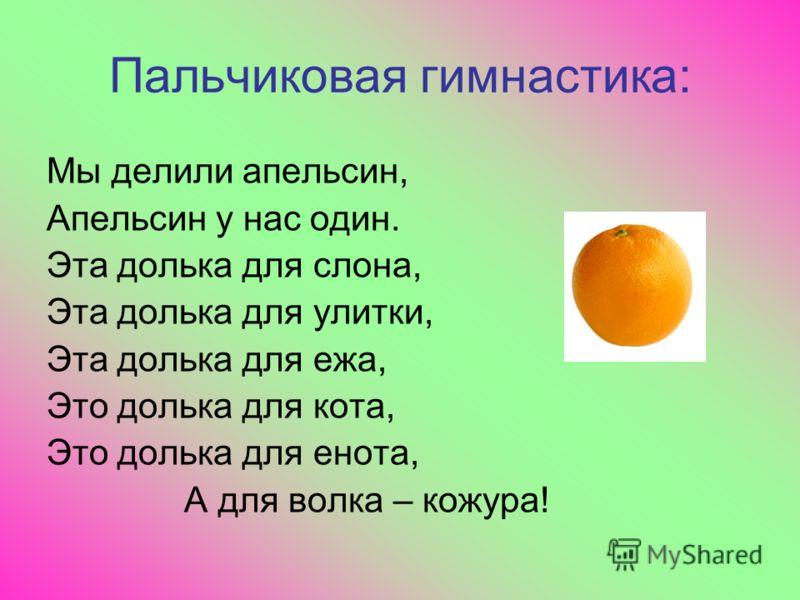 Пальчиковая гимнастика:
Мы делили апельсин,
Апельсин у нас один.
Эта долька для слона,
Эта долька для улитки,
Эта долька для ежа,
Это долька для кота,
Это долька для енота,
А для волка – кожура!
MyShared